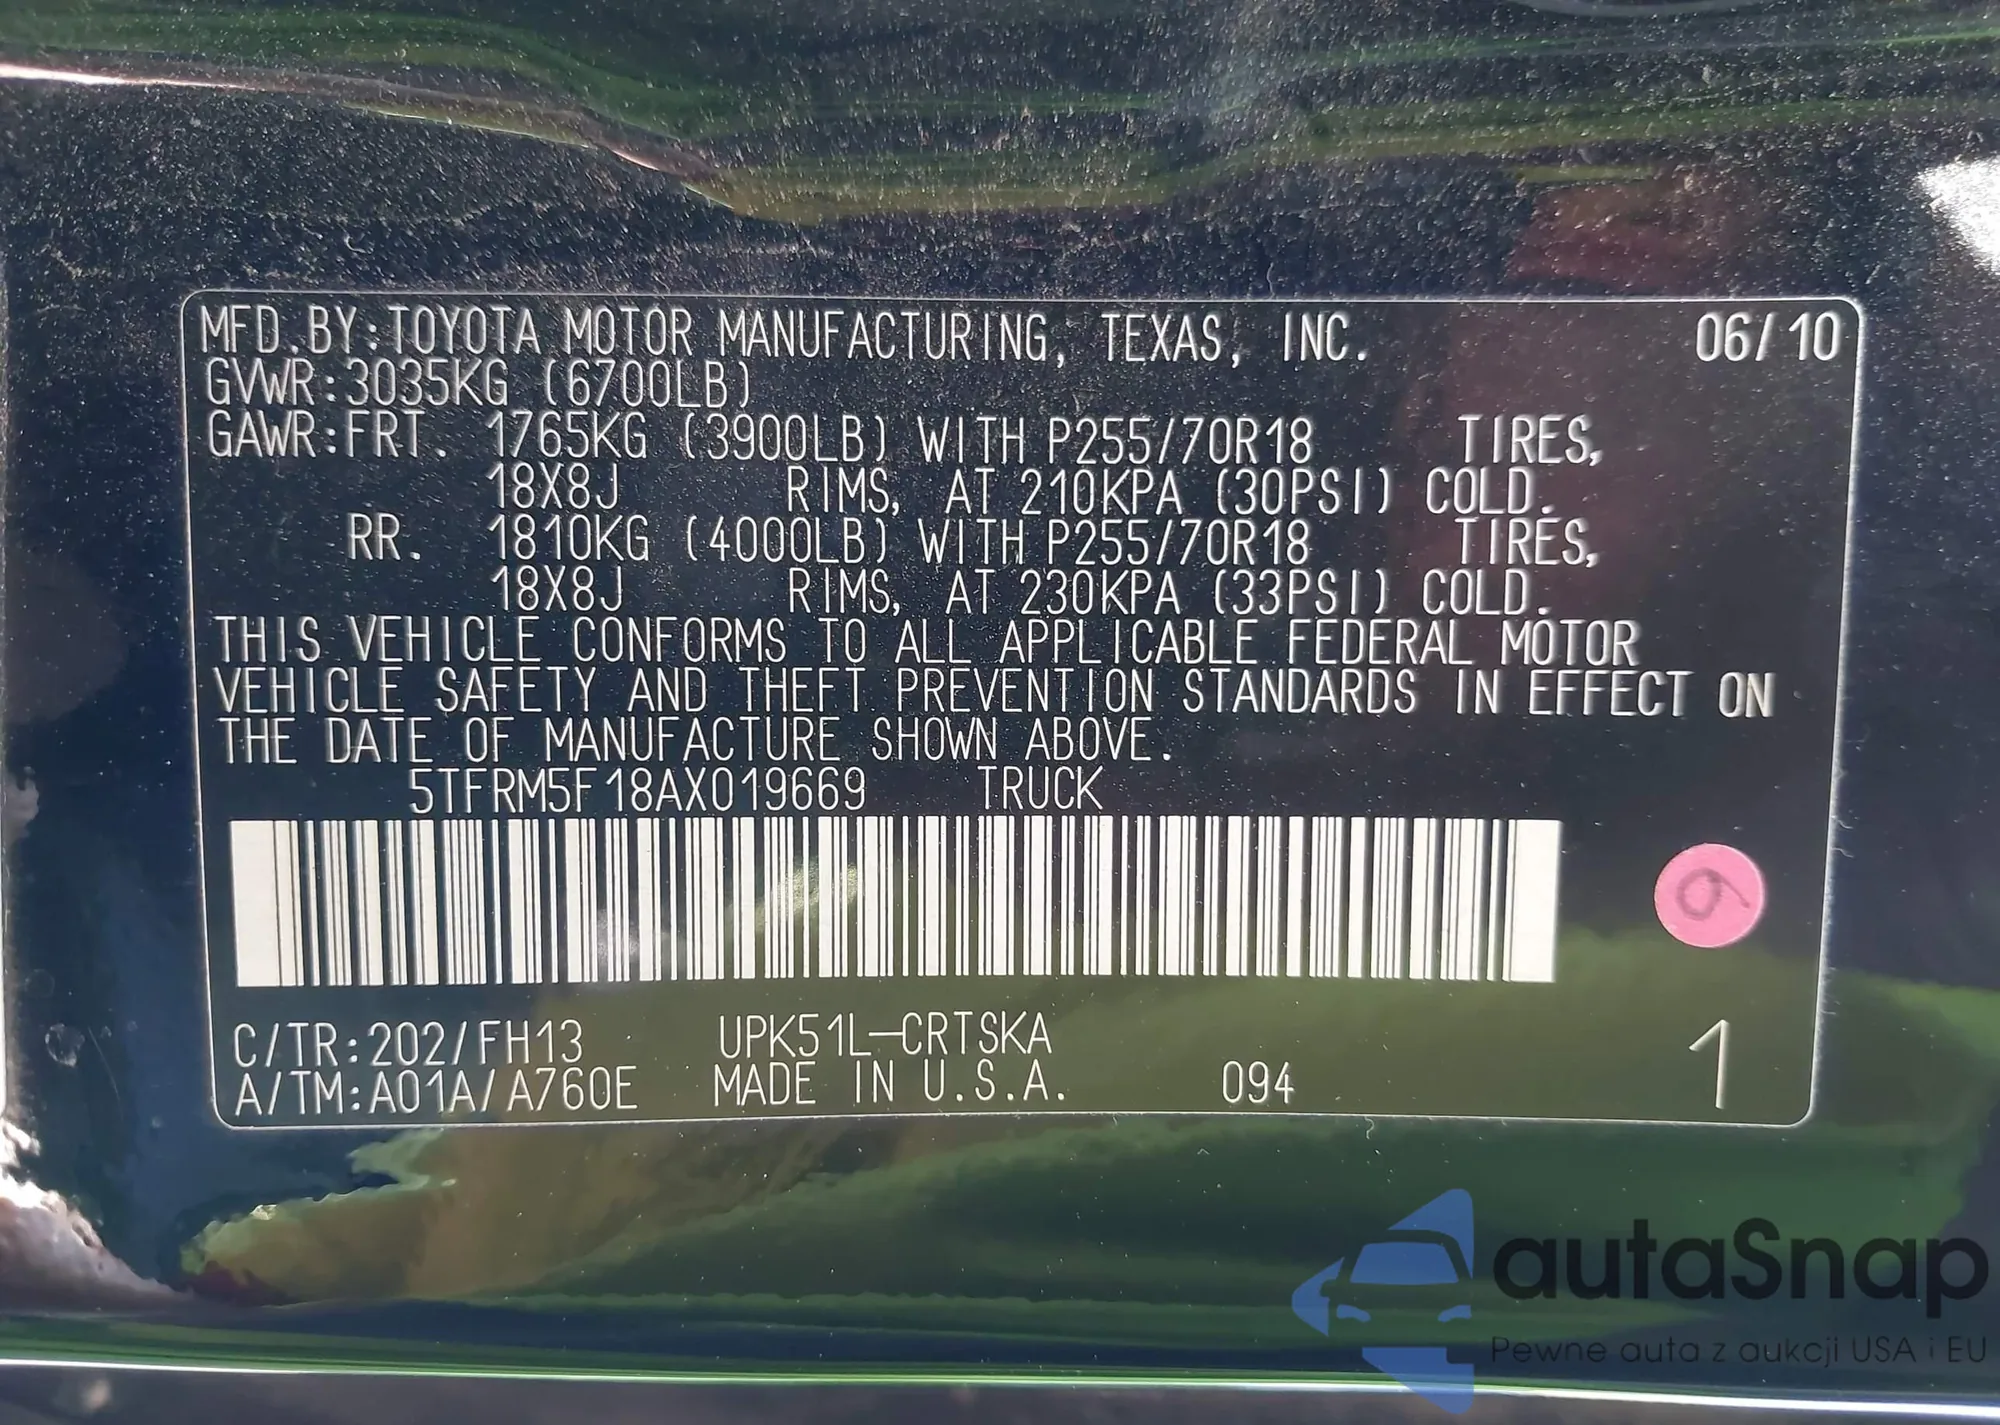 MFD.BY:TOYOTA MOTOR MANUFACTURING, TEXAS, INC. 06/10
GVWR:3035KG (6700LB)
GAWR:FRT. 1765KG (3900LB) WITH P255/70R18 TIRES,
18X8J RIMS, AT 210KPA (30PSI) COLD.
RR. 1810KG (4000LB) WITH P255/70R18 TIRES,
18X8J RIMS, AT 230KPA (33PSI) COLD.
THIS VEHICLE CONFORMS TO ALL APPLICABLE FEDERAL MOTOR
VEHICLE SAFETY AND THEFT PREVENTION STANDARDS IN EFFECT ON
THE DATE OF MANUFACTURE SHOWN ABOVE.
5TFRM5F18AX019669 TRUCK
C/TR:202/FH13 UPK51L-CRTSKA
A/TM:A01A/A760E MADE IN U.S.A. 094 1
autaSnap
Pewne auta z aukcji USA i EU